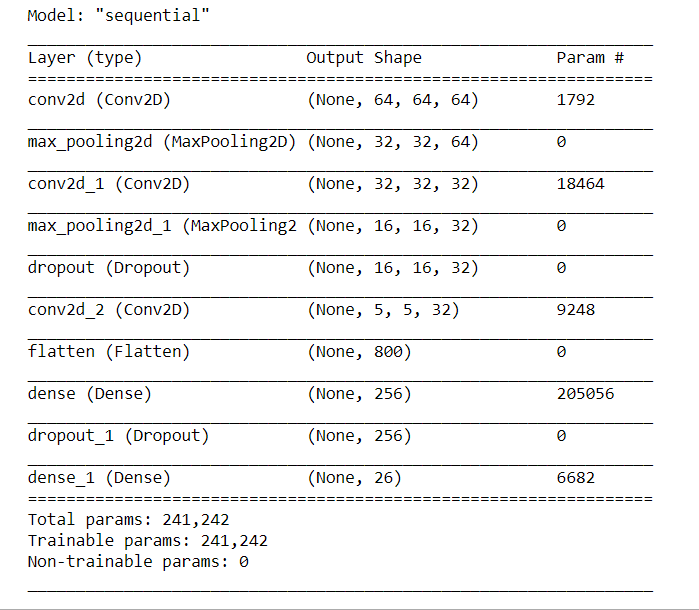 Model: "sequential"
_________________________________________________________________
Layer (type)                 Output Shape              Param #
=================================================================
conv2d (Conv2D)              (None, 64, 64, 64)        1792
_________________________________________________________________
max_pooling2d (MaxPooling2D) (None, 32, 32, 64)        0
_________________________________________________________________
conv2d_1 (Conv2D)            (None, 32, 32, 32)        18464
_________________________________________________________________
max_pooling2d_1 (MaxPooling2 (None, 16, 16, 32)        0
_________________________________________________________________
dropout (Dropout)            (None, 16, 16, 32)        0
_________________________________________________________________
conv2d_2 (Conv2D)            (None, 5, 5, 32)          9248
_________________________________________________________________
flatten (Flatten)            (None, 800)               0
_________________________________________________________________
dense (Dense)                (None, 256)               205056
_________________________________________________________________
dropout_1 (Dropout)          (None, 256)               0
_________________________________________________________________
dense_1 (Dense)              (None, 26)                6682
=================================================================
Total params: 241,242
Trainable params: 241,242
Non-trainable params: 0
_________________________________________________________________